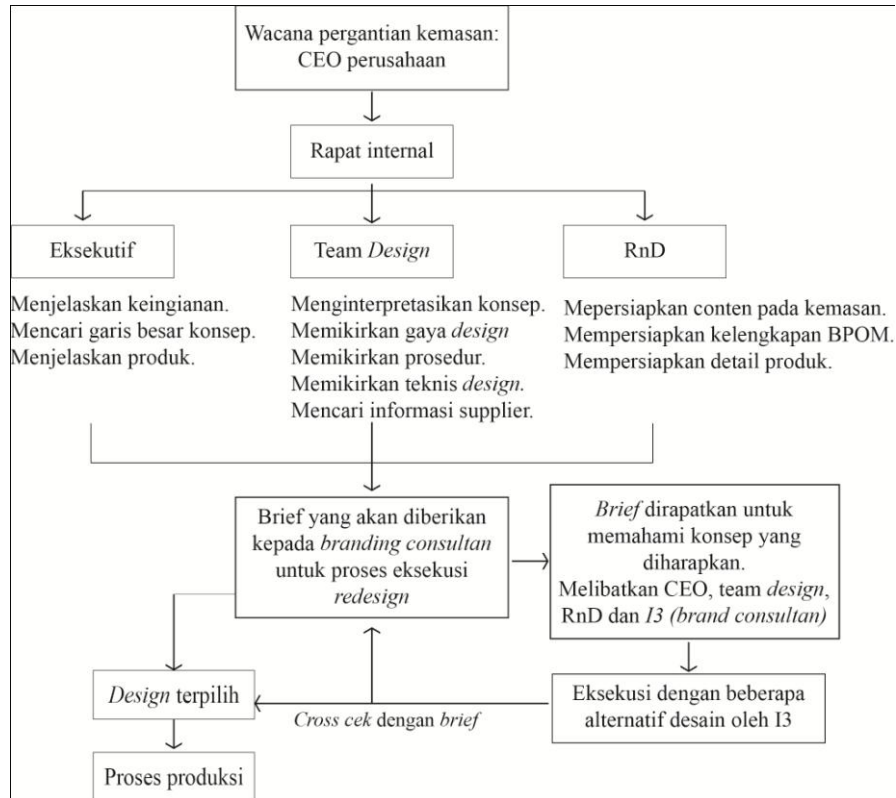 Wacana pergantian kemasan:
CEO perusahaan
Rapat internal
Eksekutif
Menjelaskan keingianan.
Mencari garis besar konsep.
Menjelaskan produk.
Team Design
Menginterpretasikan konsep.
Memikirkan gaya design
Memikirkan prosedur.
Memikirkan teknis design.
Mencari informasi supplier.
RnD
Mepersiapkan conten pada kemasan.
Mempersiapkan kelengkapan BPOM.
Mempersiapkan detail produk.
Brief yang akan diberikan
kepada branding consultan
untuk proses eksekusi
redesign
Brief dirapatkan untuk
memahami konsep yang
diharapkan.
Melibatkan CEO, team design,
RnD dan I3 (brand consultan)
Eksekusi dengan beberapa
alternatif desain oleh I3
Cross cek dengan brief
Design terpilih
Proses produksi